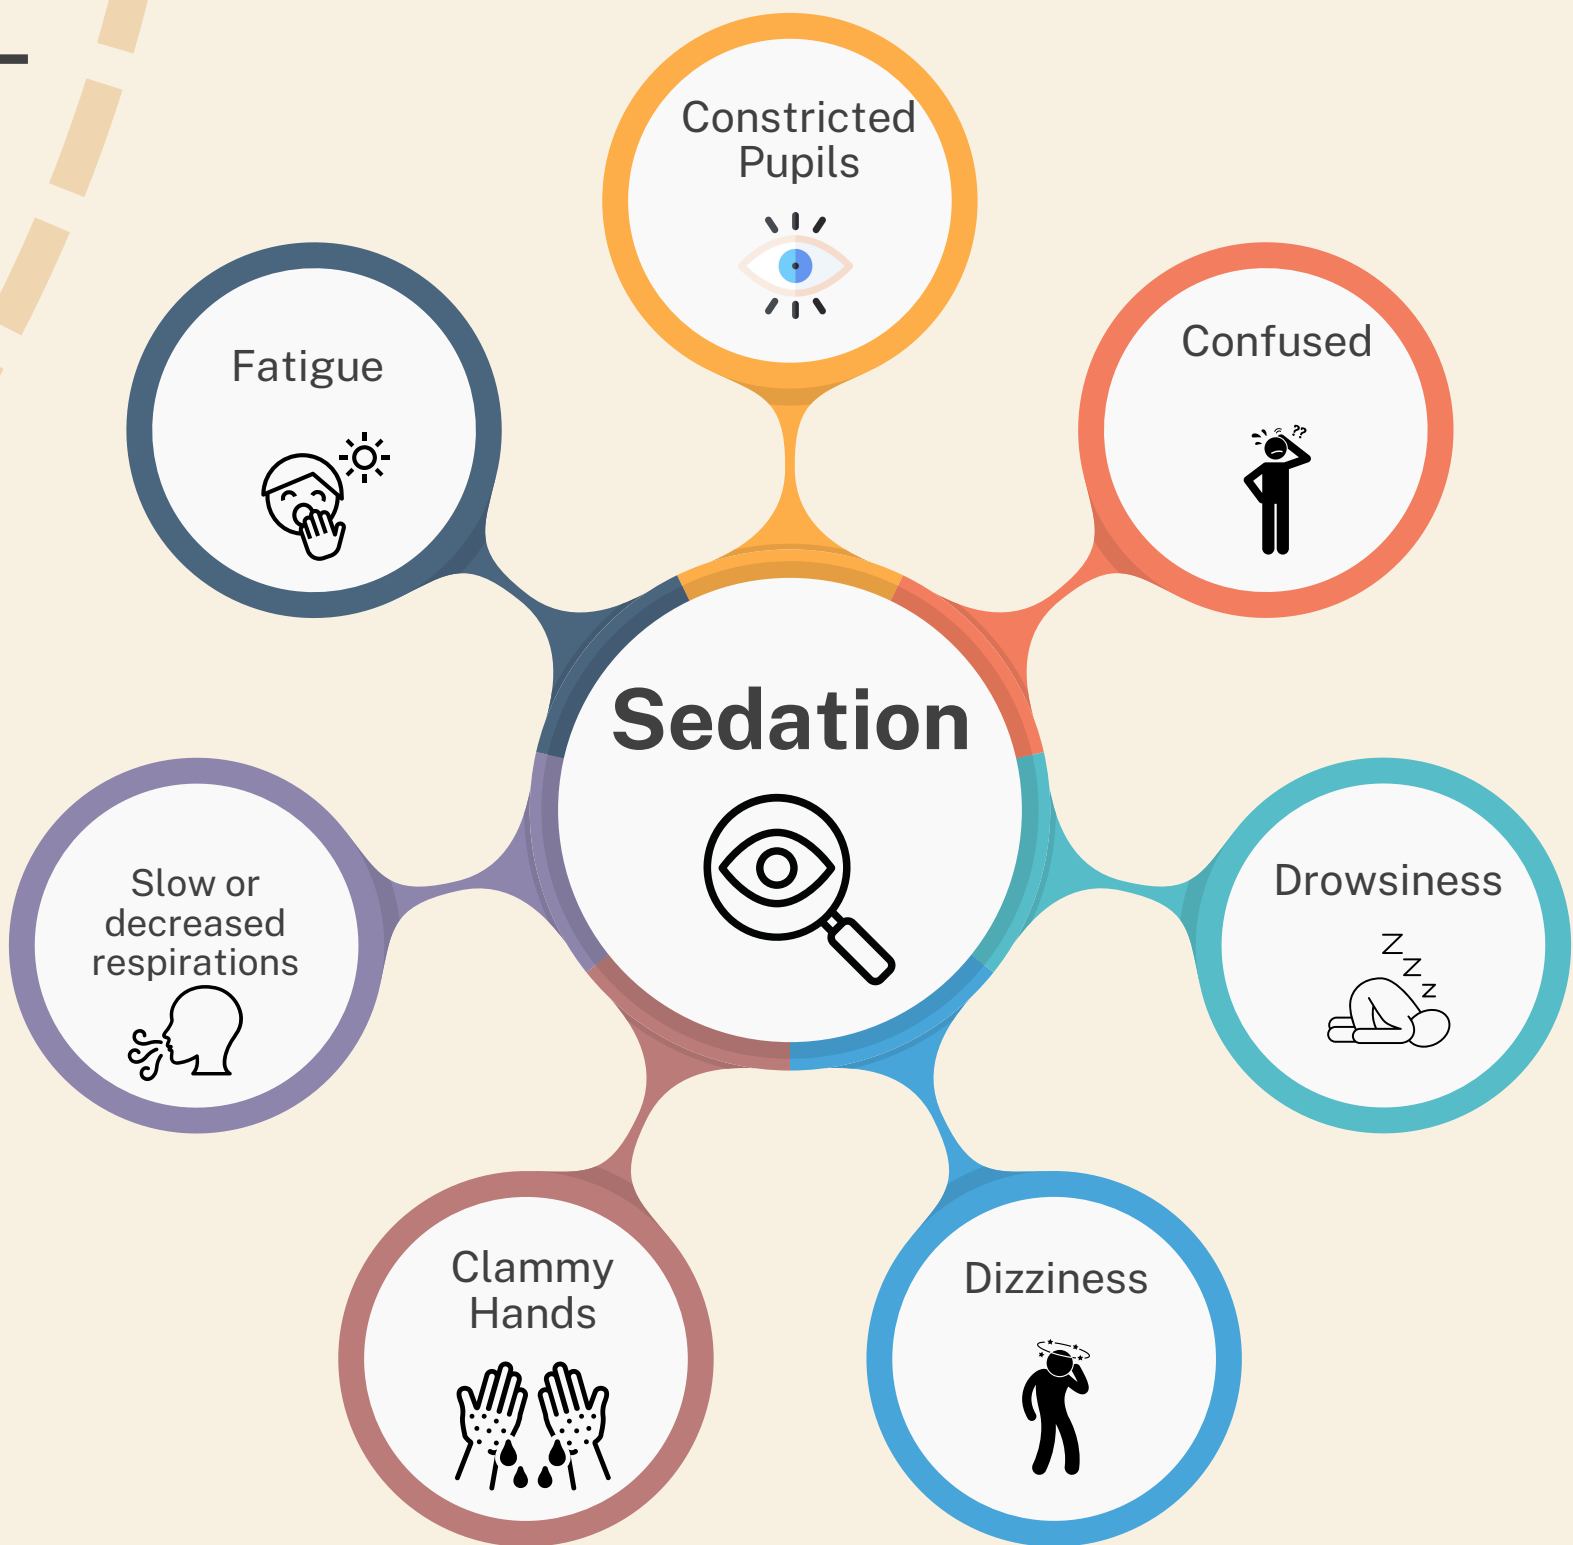 Constricted
Pupils
Confused
??
Fatigue
Sedation
Slow or
decreased
respirations
Drowsiness
Z
Z
Z
Clammy
Hands
Dizziness